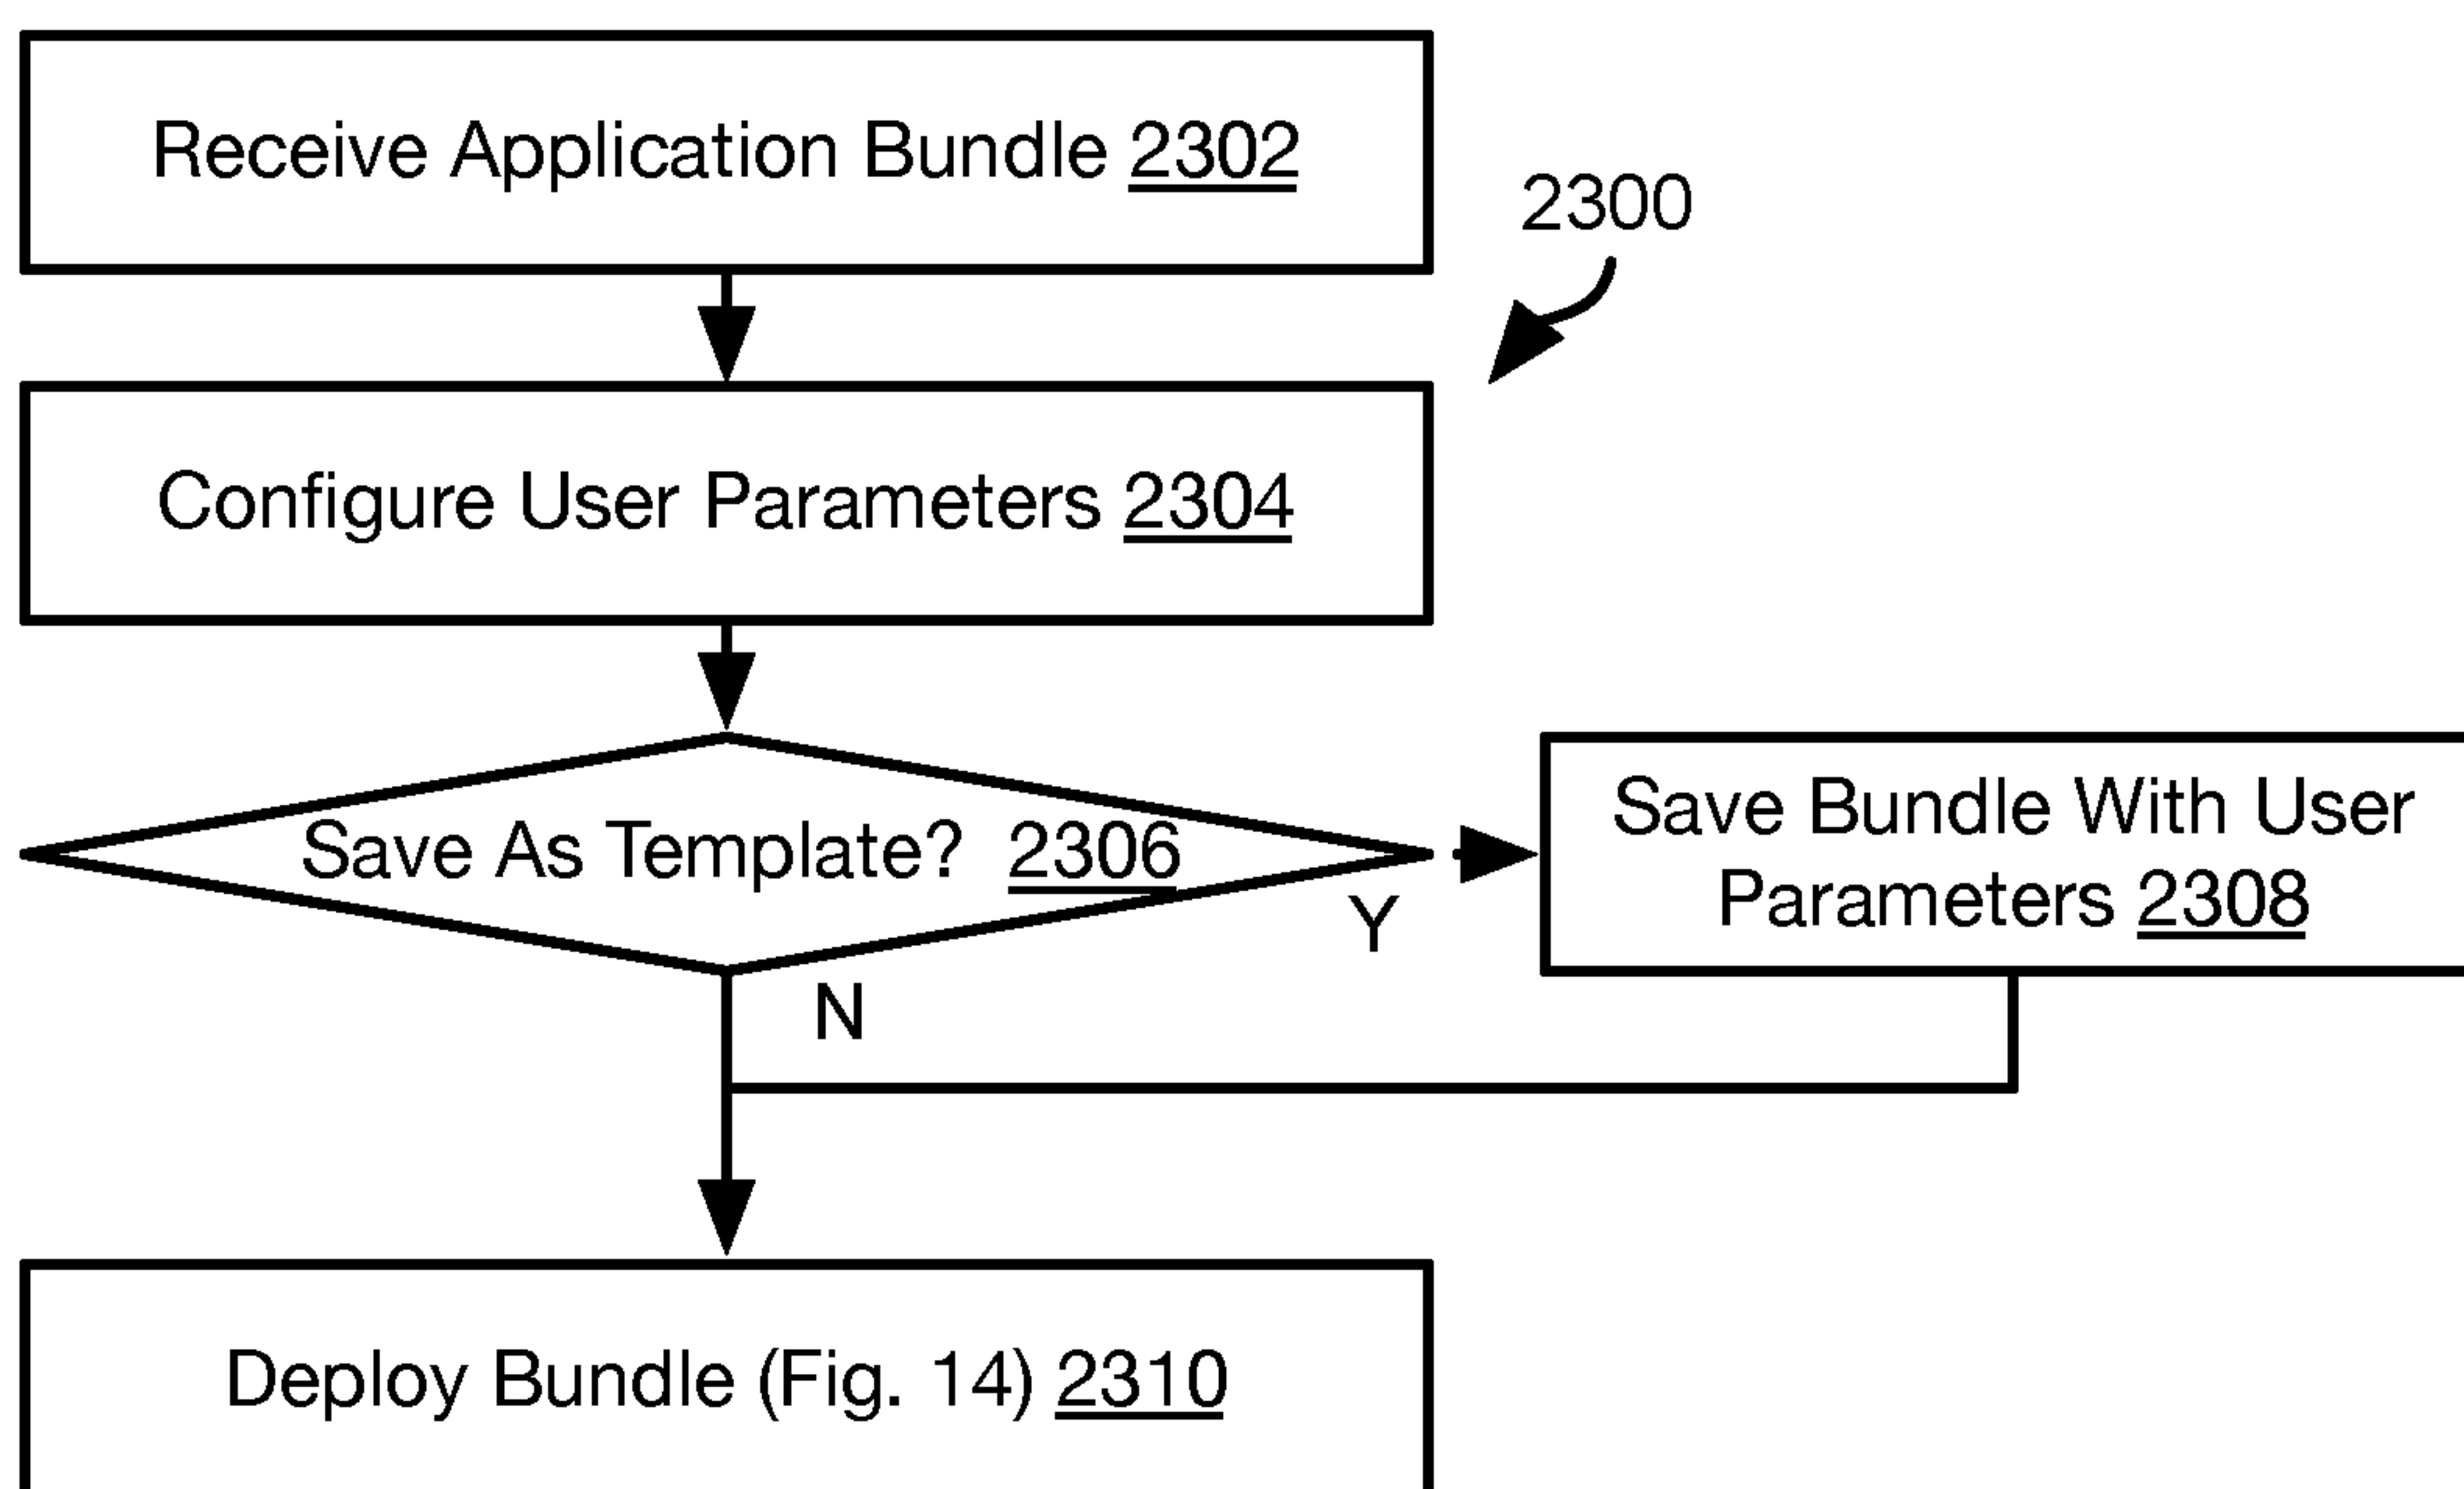 Receive Application Bundle 2302
2300
Configure User Parameters 2304
Save As Template? 2306
Y
Save Bundle With User
Parameters 2308
N
Deploy Bundle (Fig. 14) 2310